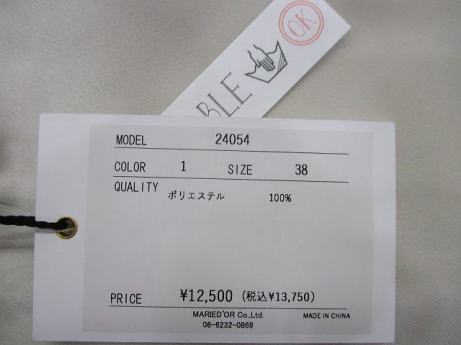 OK
BLE
MODEL 24054
COLOR 1 SIZE 38
QUALITY
ポリエステル 100%
PRICE ¥12,500 (税込¥13,750)
MARIED'OR Co.,Ltd. MADE IN CHINA
06-6232-0868